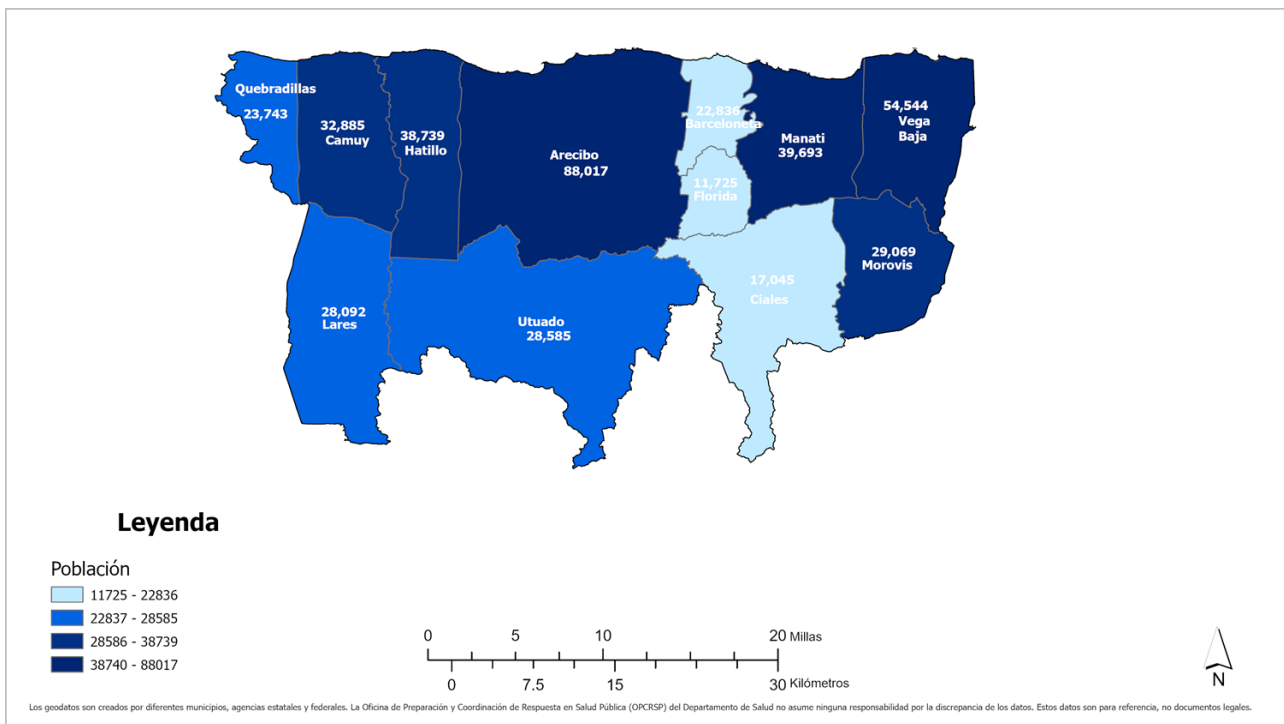 Quebradillas
23,743
32,885
Camuy
38,739
Hatillo
Arecibo
88,017
22,836
Barceloneta
11,725
Florida
Manati
39,693
54,544
Vega
Baja
29,069
Morovis
17,045
Ciales
28,092
Lares
Utuado
28,585
Leyenda
Población
11725 - 22836
22837 - 28585
28586 - 38739
38740 - 88017
0 5 10 20 Millas
0 7.5 15 30 Kilómetros
N
Los geodatos son creados por diferentes municipios, agencias estatales y federales. La Oficina de Preparación y Coordinación de Respuesta en Salud Pública (OPCRSP) del Departamento de Salud no asume ninguna responsabilidad por la discrepancia de los datos. Estos datos son para referencia, no documentos legales.